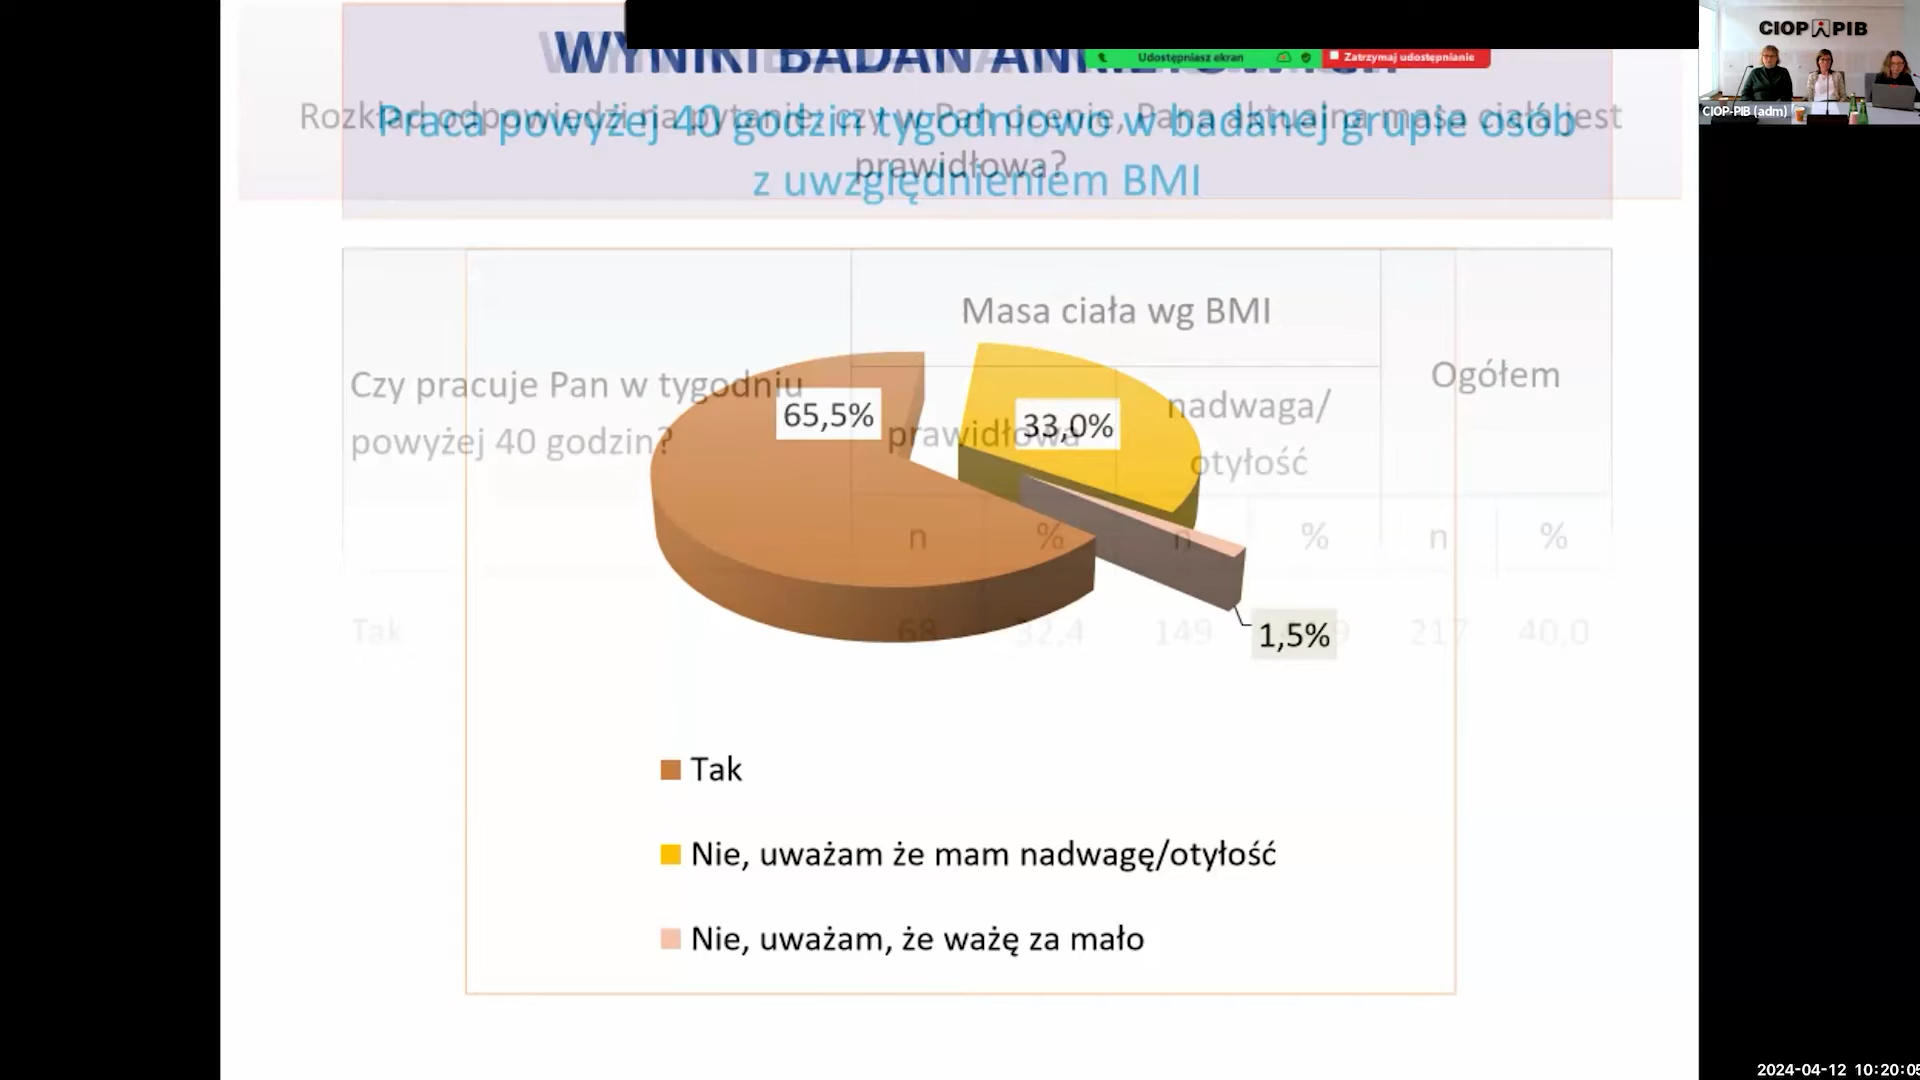 WYNIKI BADAŃ
Udostępniasz ekran
Zatrzymaj udostępnianie
CIOP PIB
CIOP-PIB (adm)
Rozkład odpowiedzi na pytanie: czy w Pan ocenie, Pana aktualna masa ciała jest
prawidłowa?
Praca powyżej 40 godzin tygodniowo w badanej grupie osób
z uwzględnieniem BMI
Masa ciała wg BMI
Ogółem
Czy pracuje Pan w tygodniu
powyżej 40 godzin?
prawidłowa
nadwaga/
otyłość
65,5%
33,0%
n % n % n %
Tak 68 32,4 149 217 40,0
1,5%
Tak
Nie, uważam że mam nadwagę/otyłość
Nie, uważam, że ważę za mało
2024-04-12 10:20:05